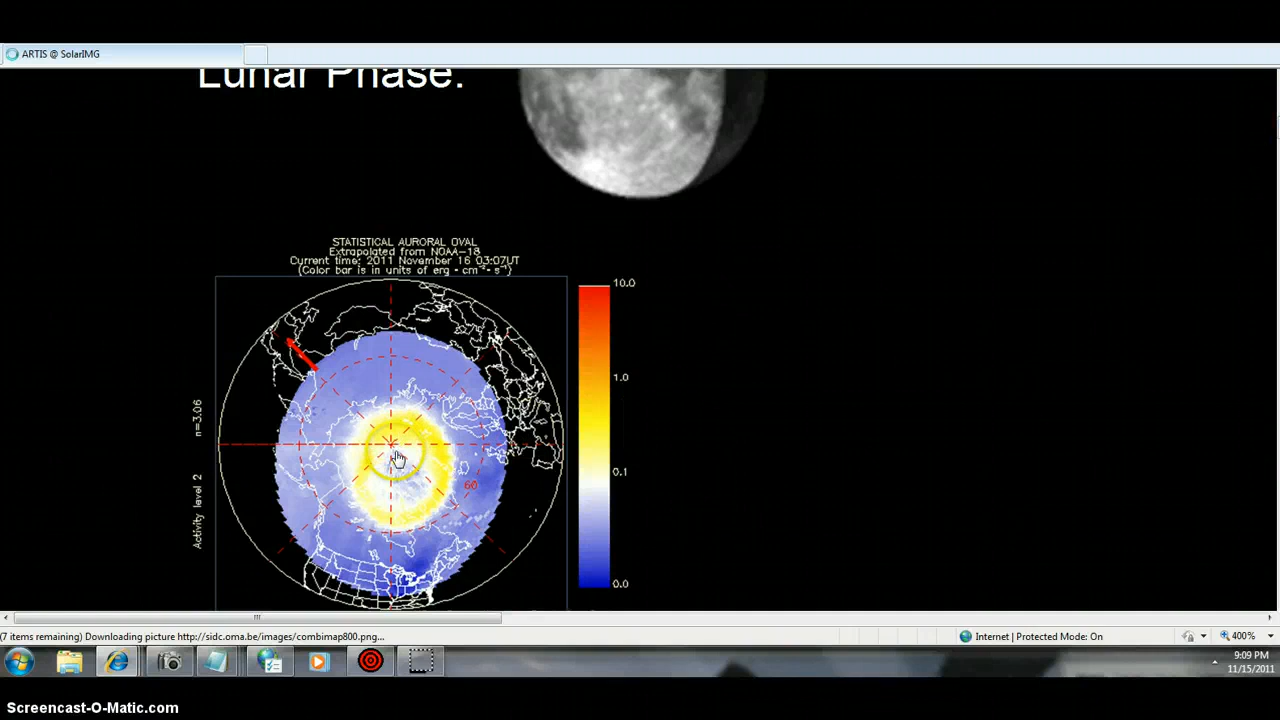 ARTIS @ SolarIMG
Lunar Phase:
STATISTICAL AURORAL OVAL
Extrapolated from NOAA-18
Current time: 2011 November 16 03:07UT
(Color bar is in units of erg - cm⁻² - s⁻¹)
10.0
1.0
n=3.06
0.1
60
Activity level 2
0.0
(7 items remaining) Downloading picture http://sidc.oma.be/images/combimap800.png...
Internet | Protected Mode: On
400%
9:09 PM
11/15/2011
Screencast-O-Matic.com